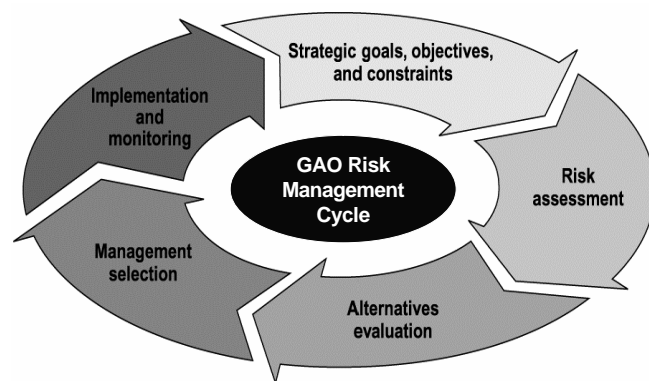 Strategic goals, objectives,
and constraints
Risk
assessment
Alternatives
evaluation
Management
selection
Implementation
and
monitoring
GAO Risk
Management
Cycle